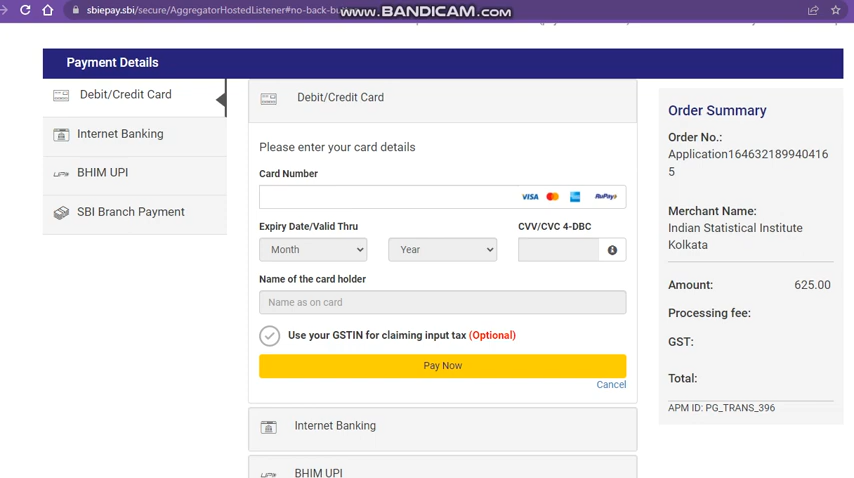 sbiepay.sbi/secure/AggregatorHostedListener#no-back-bu
www.BANDICAM.com
Payment Details
Debit/Credit Card
Internet Banking
BHIM UPI
SBI Branch Payment
Debit/Credit Card
Please enter your card details
Card Number
VISA
RuPay
Expiry Date/Valid Thru
CVV/CVC 4-DBC
Month
Year
Name of the card holder
Name as on card
Use your GSTIN for claiming input tax (Optional)
Pay Now
Cancel
Internet Banking
BHIM UPI
Order Summary
Order No.:
Application164632189940416
5
Merchant Name:
Indian Statistical Institute
Kolkata
Amount: 625.00
Processing fee:
GST:
Total:
APM ID: PG_TRANS_396